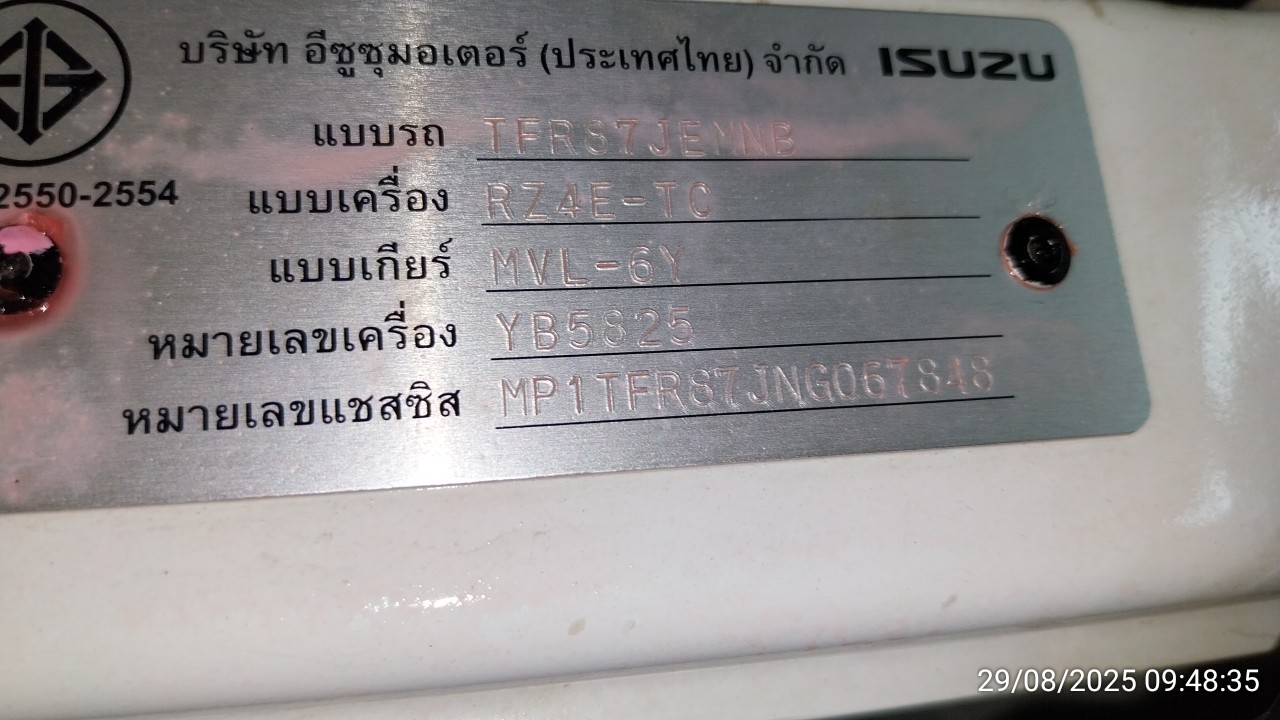 บริษัท อีซูซุมอเตอร์ (ประเทศไทย) จำกัด ISUZU
แบบรถ TFR87JEMNB
2550-2554
แบบเครื่อง RZ4E-TC
แบบเกียร์ MVL-6Y
หมายเลขเครื่อง YB5825
หมายเลขแชสซิส MP1TFR87JNG067848
29/08/2025 09:48:35